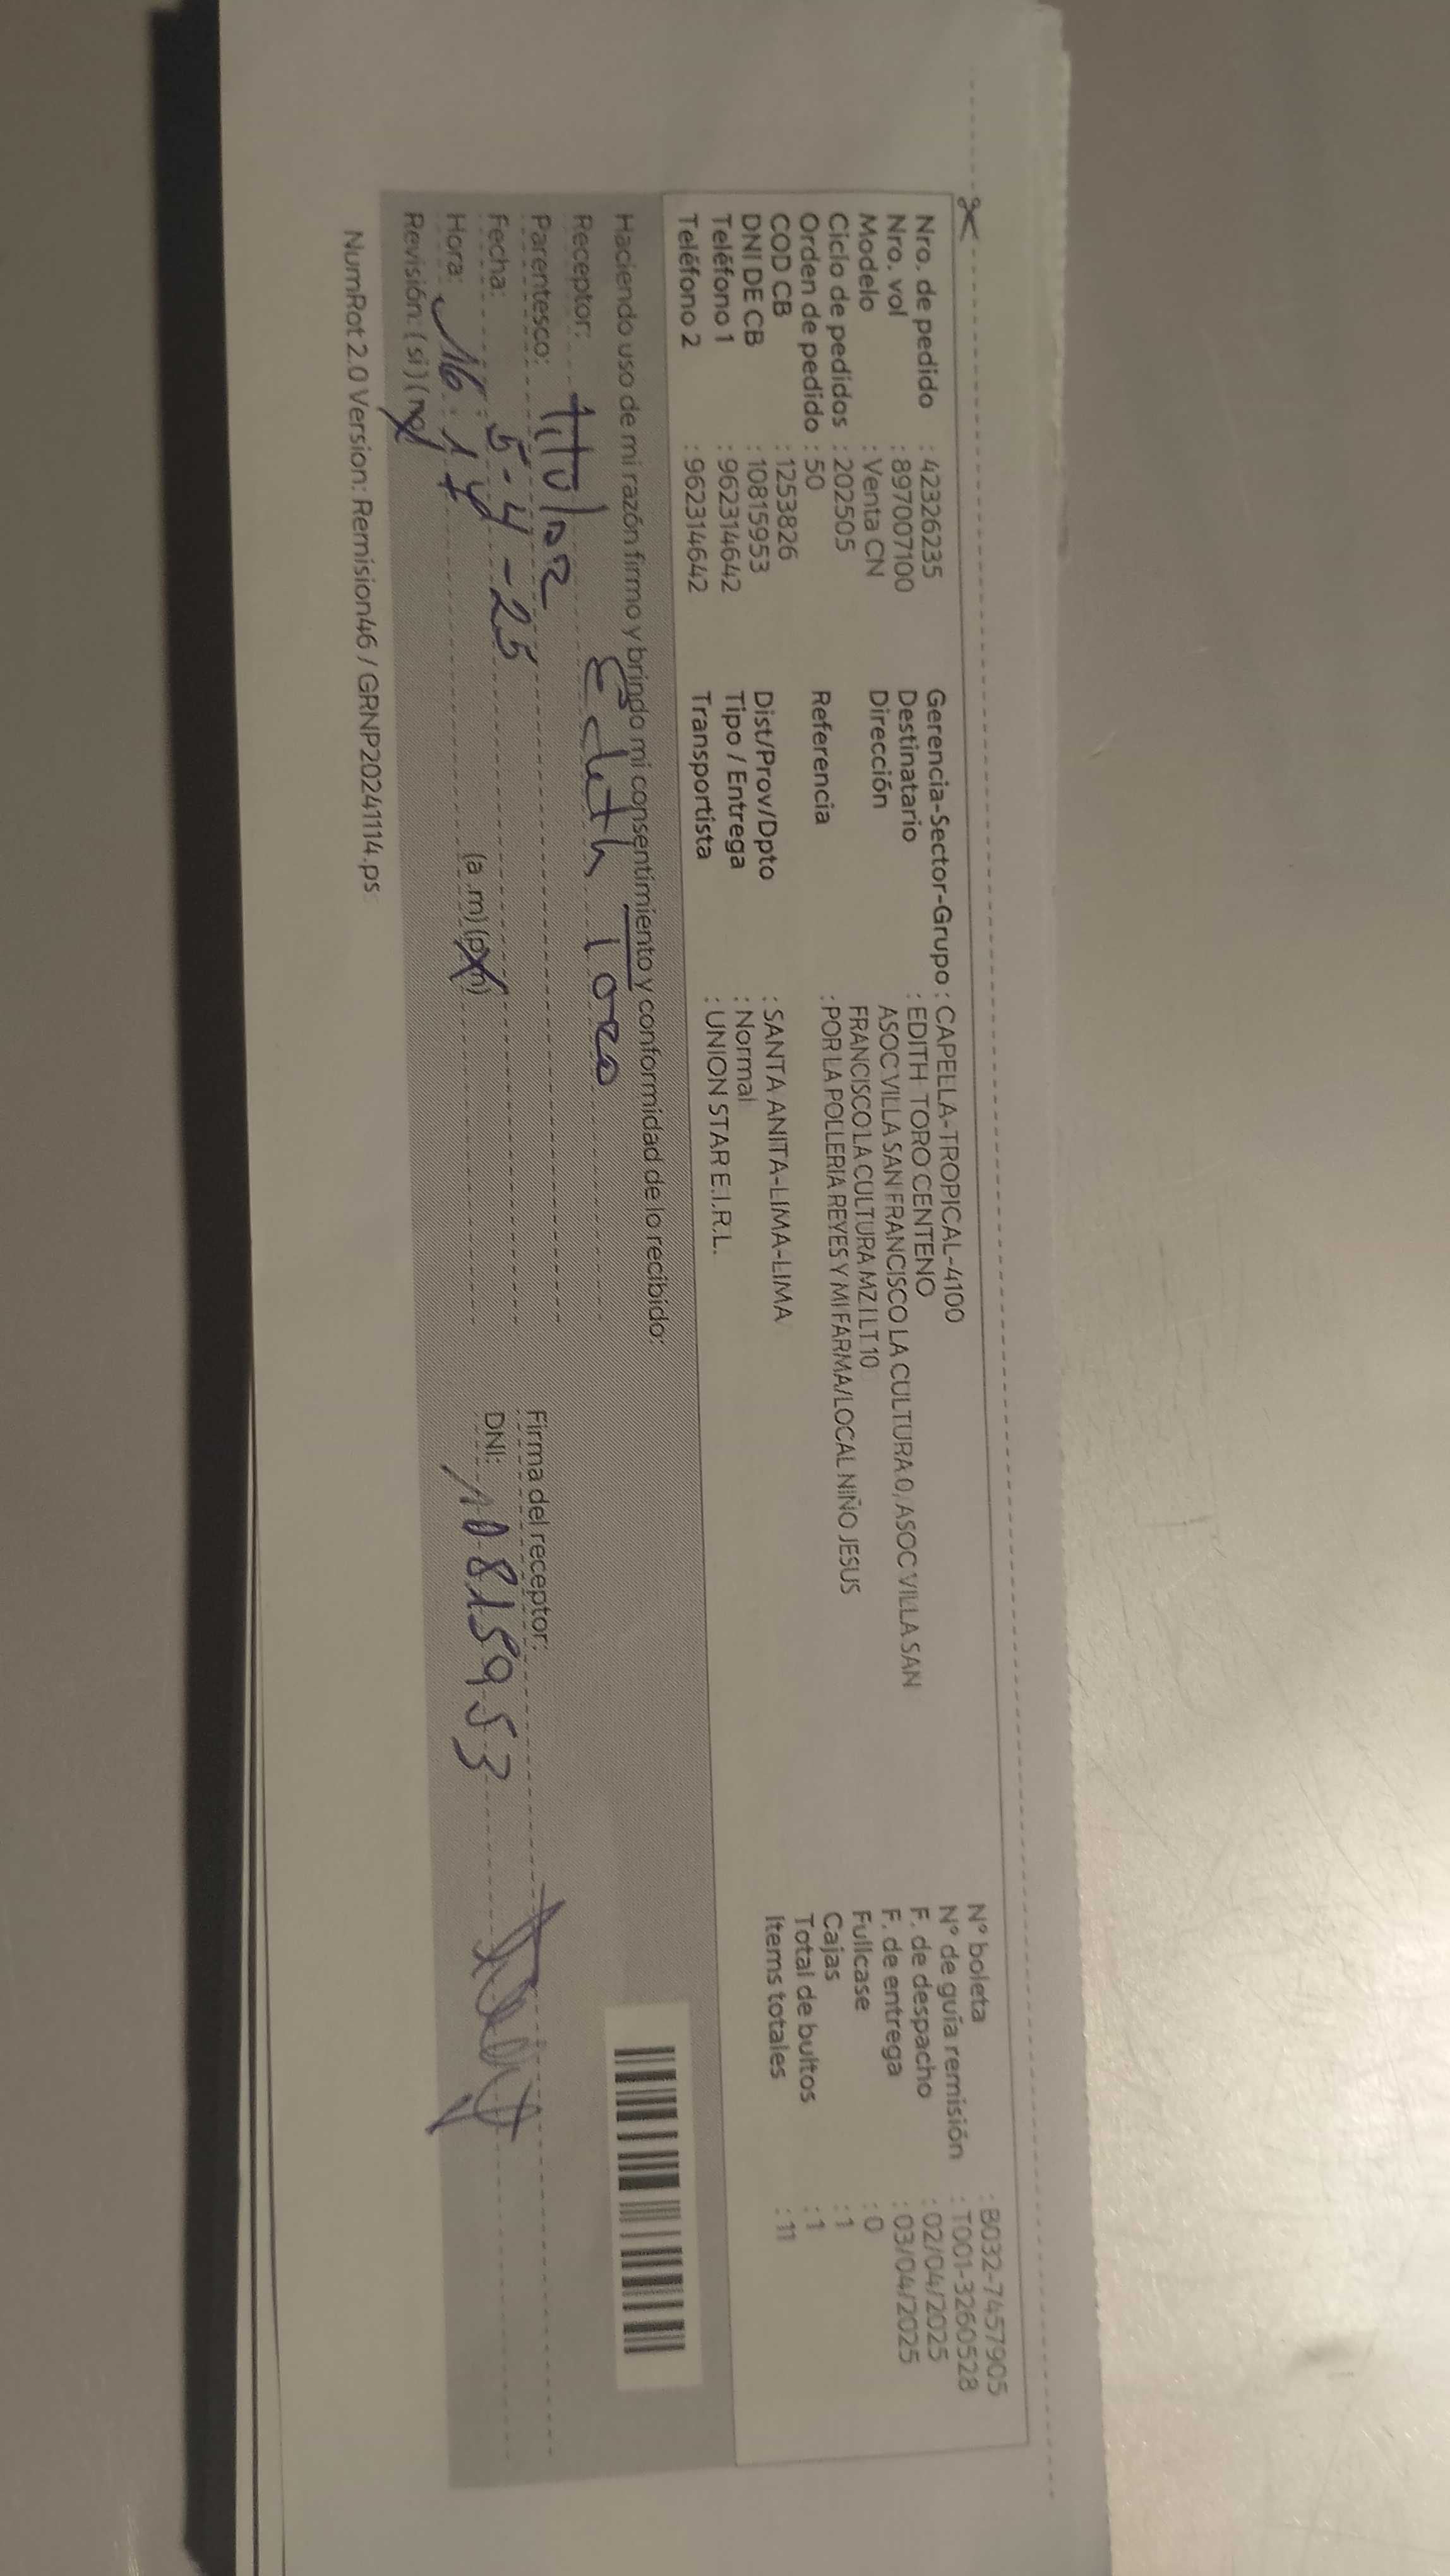 Nro. de pedido : 42326235
Nro. vol : 897007100
Modelo : Venta CN
Ciclo de pedidos : 202505
Orden de pedido : 50
COD CB : 1253826
DNI DE CB : 10815953
Teléfono 1 : 962314642
Teléfono 2 : 962314642
Gerencia-Sector-Grupo : CAPELLA-TROPICAL-4100
Destinatario : EDITH TORO CENTENO
Dirección ASOC VILLA SAN FRANCISCO LA CULTURA 0, ASOC VILLA SAN
FRANCISCO LA CULTURA MZ I LT 10
Referencia : POR LA POLLERIA REYES Y MI FARMA/LOCAL NIÑO JESUS
Dist/Prov/Dpto : SANTA ANITA-LIMA-LIMA
Tipo / Entrega : Normal
Transportista : UNION STAR E.I.R.L.
N° boleta : B032-7457905
N° de guía remisión : T001-3260528
F. de despacho : 02/04/2025
F. de entrega : 03/04/2025
Fullcase : 0
Cajas : 1
Total de bultos : 1
Items totales : 11
Haciendo uso de mi razón firmo y brindo mi consentimiento y conformidad de lo recibido:
Receptor: Edith Toro
Parentesco: titular
Fecha: 5-4-25
Hora: 16:17 (a.m) (p.m)
Revisión: (si) (no)
Firma del receptor:
DNI: 10815953
NumRot 2.0 Version: Remision46 / GRNP20241114.ps